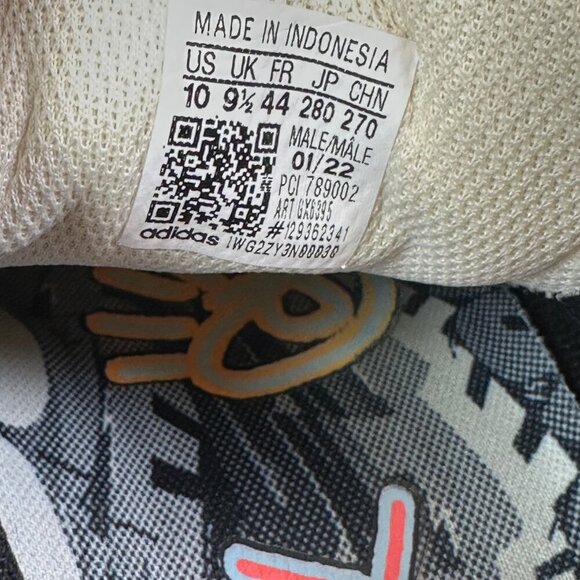 MADE IN INDONESIA
US UK FR JP CHN
10 9½ 44 280 270
MALE/MÂLE
01/22
PCI 789002
ART GX6395
#129362341
adidas 1WG2ZY3N00030